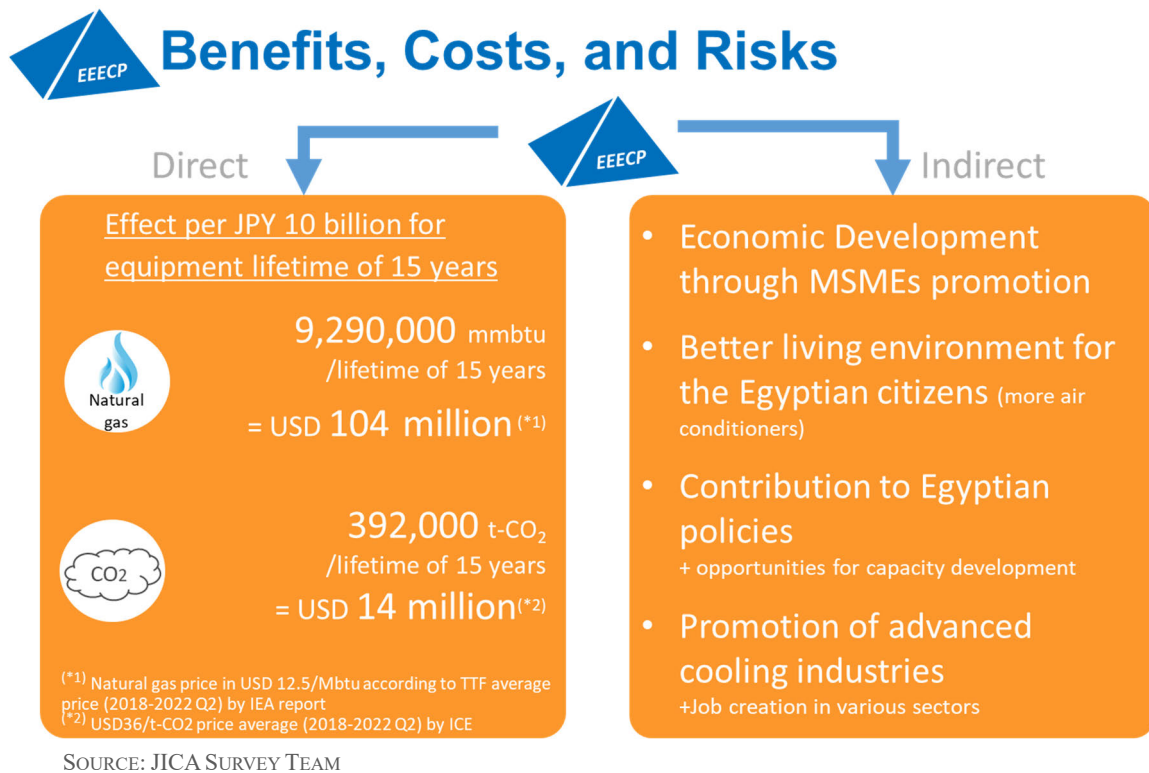 EEECP
Benefits, Costs, and Risks
EEECP
Direct
Indirect
Effect per JPY 10 billion for
equipment lifetime of 15 years
Natural
gas
9,290,000 mmbtu
/lifetime of 15 years
= USD 104 million (*1)
CO2
392,000 t-CO₂
/lifetime of 15 years
= USD 14 million(*2)
(*1) Natural gas price in USD 12.5/Mbtu according to TTF average
price (2018-2022 Q2) by IEA report
(*2) USD36/t-CO2 price average (2018-2022 Q2) by ICE
• Economic Development
through MSMEs promotion
• Better living environment for
the Egyptian citizens (more air
conditioners)
• Contribution to Egyptian
policies
+ opportunities for capacity development
• Promotion of advanced
cooling industries
+Job creation in various sectors
SOURCE: JICA SURVEY TEAM